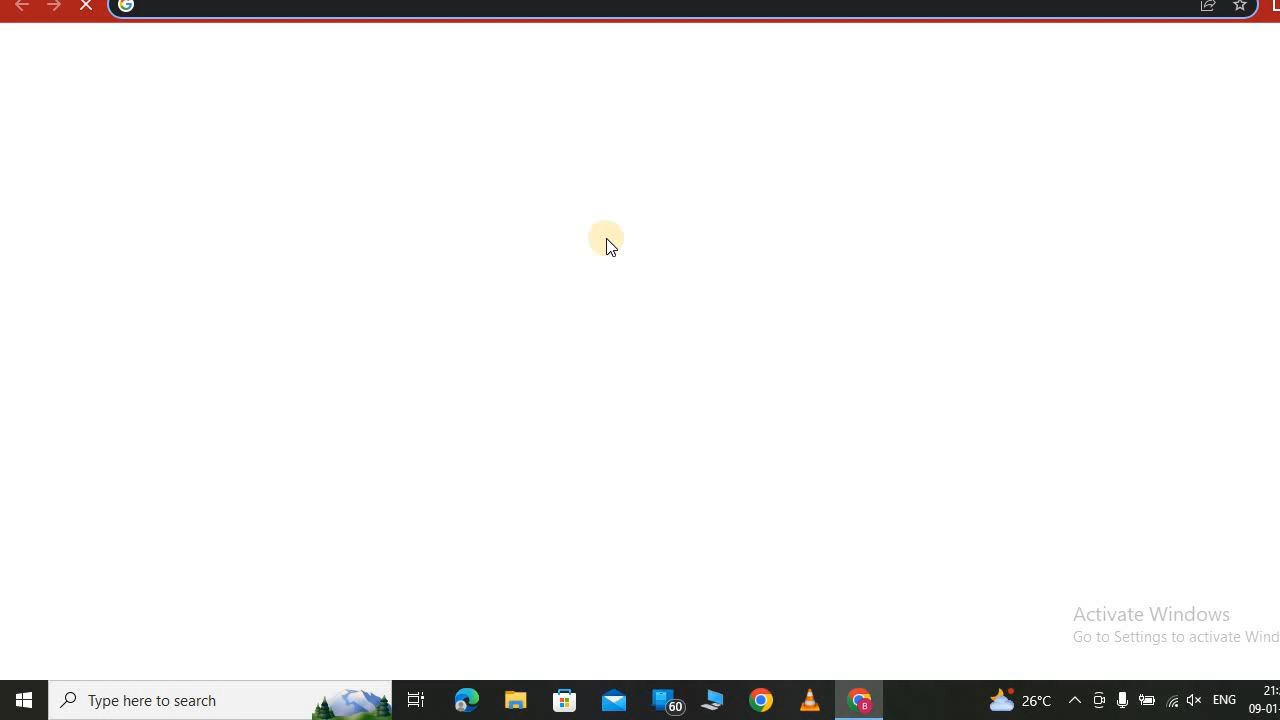 Activate Windows
Go to Settings to activate Wind
Type here to search
60
B
26°C
ENG
21:
09-01-